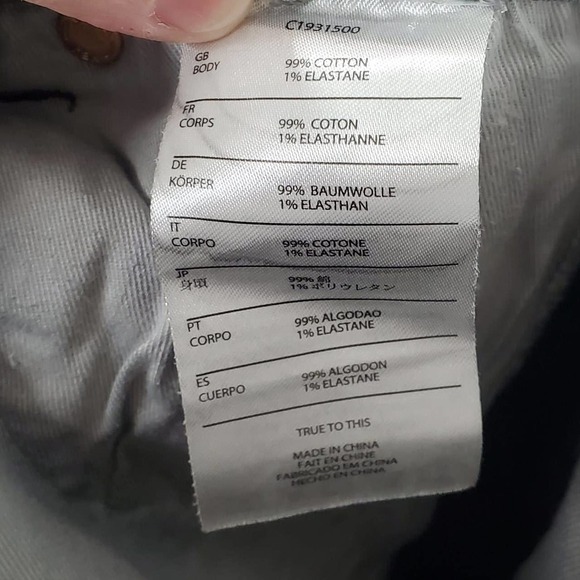 C1931500
GB
BODY
99% COTTON
1% ELASTANE
FR
CORPS
99% COTON
1% ELASTHANNE
DE
KÖRPER
99% BAUMWOLLE
1% ELASTHAN
IT
CORPO
99% COTONE
1% ELASTANE
JP
身頃
99% 綿
1% ポリウレタン
PT
CORPO
99% ALGODAO
1% ELASTANE
ES
CUERPO
99% ALGODON
1% ELASTANE
TRUE TO THIS
MADE IN CHINA
FAIT EN CHINE
FABRICADO EM CHINA
HECHO EN CHINA